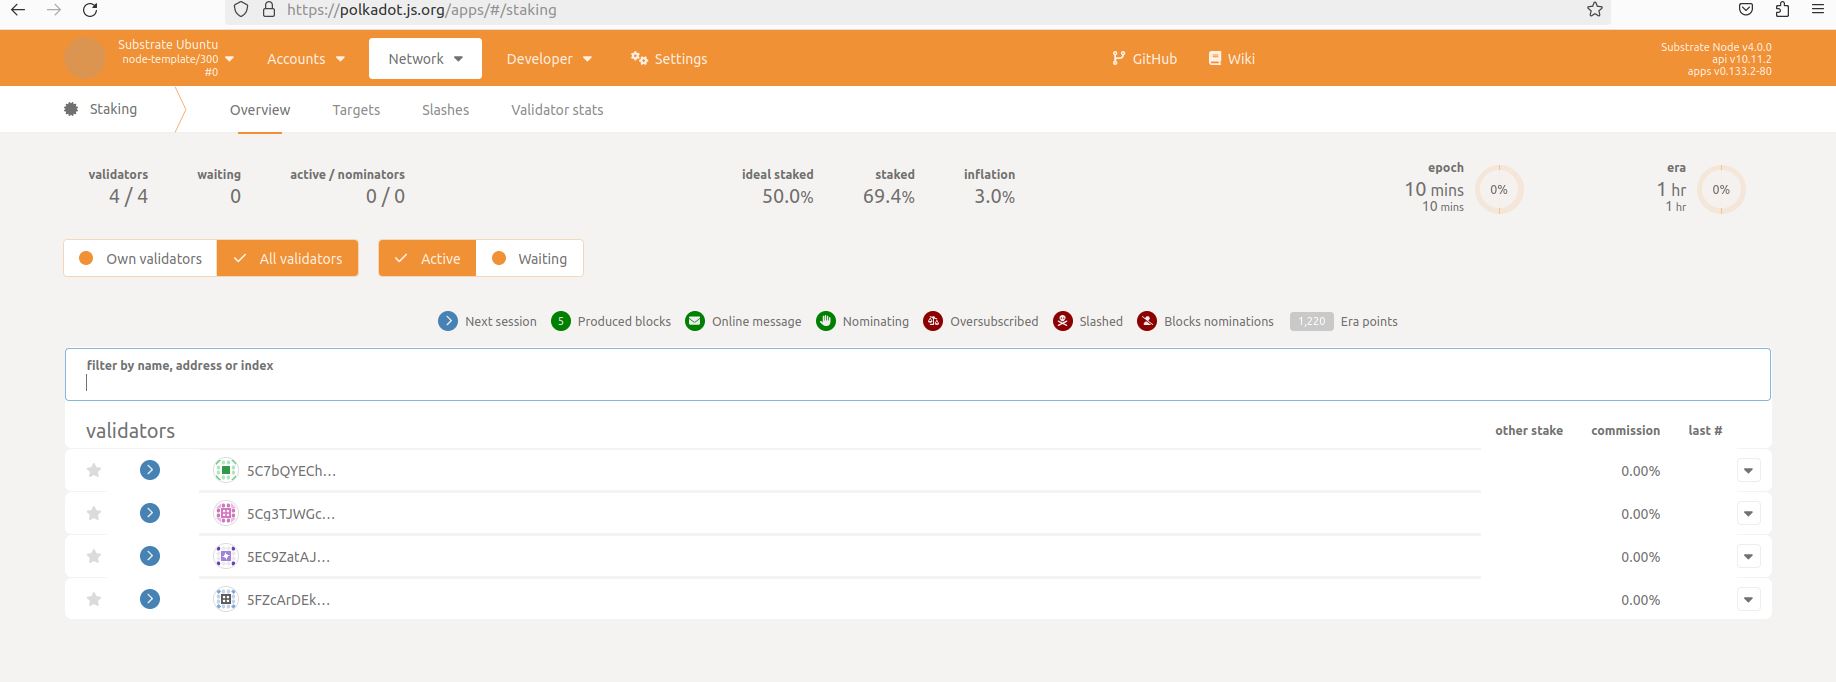 https://polkadot.js.org/apps/#/staking
Substrate Ubuntu
node-template/300
#0
Accounts
Network
Developer
Settings
GitHub
Wiki
Substrate Node v4.0.0
api v10.11.2
apps v0.133.2-80
Staking
Overview
Targets
Slashes
Validator stats
validators
4 / 4
waiting
0
active / nominators
0 / 0
ideal staked
50.0%
staked
69.4%
inflation
3.0%
epoch
10 mins
10 mins
0%
era
1 hr
1 hr
0%
Own validators
All validators
Active
Waiting
Next session
5 Produced blocks
Online message
Nominating
Oversubscribed
Slashed
Blocks nominations
1,220 Era points
filter by name, address or index
validators other stake commission last #
5C7bQYECh... 0.00%
5Cg3TJWGc... 0.00%
5EC9ZatAJ... 0.00%
5FZcArDEk... 0.00%